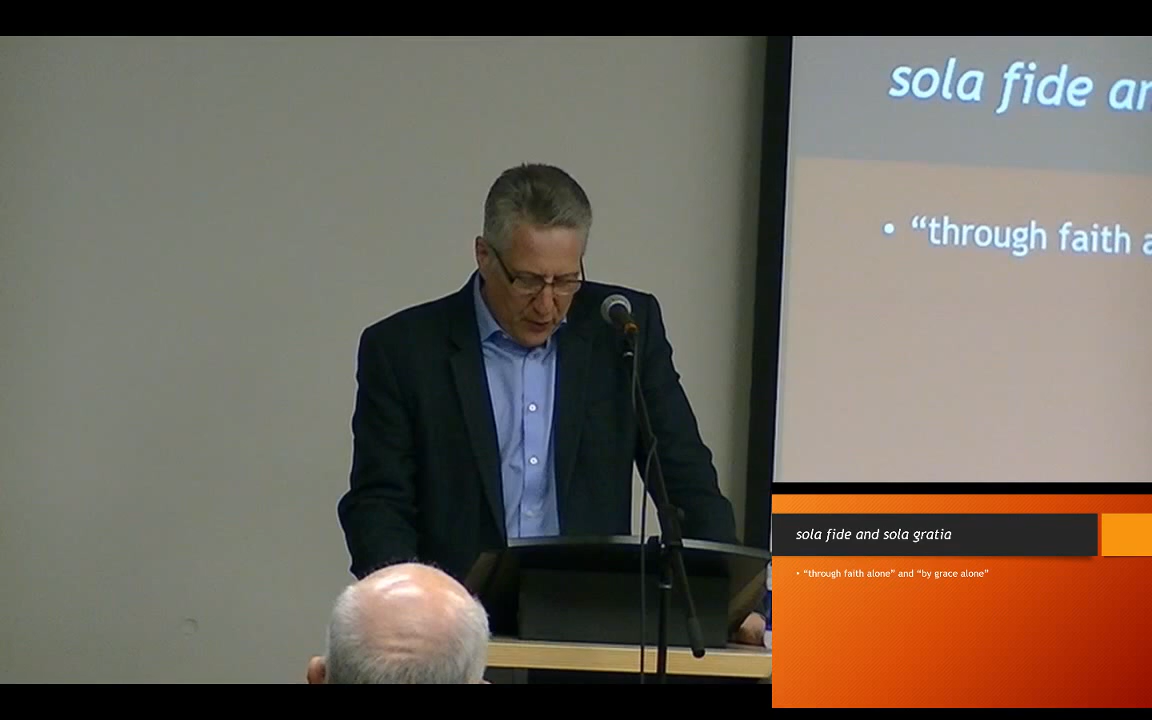 sola fide an
• “through faith a
sola fide and sola gratia
• “through faith alone” and “by grace alone”